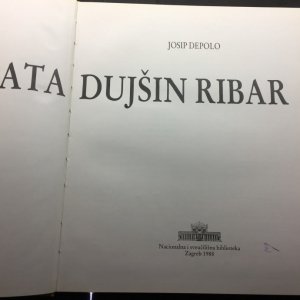 JOSIP DEPOLO
ATA DUJŠIN RIBAR
Nacionalna i sveučilišna biblioteka
Zagreb 1988